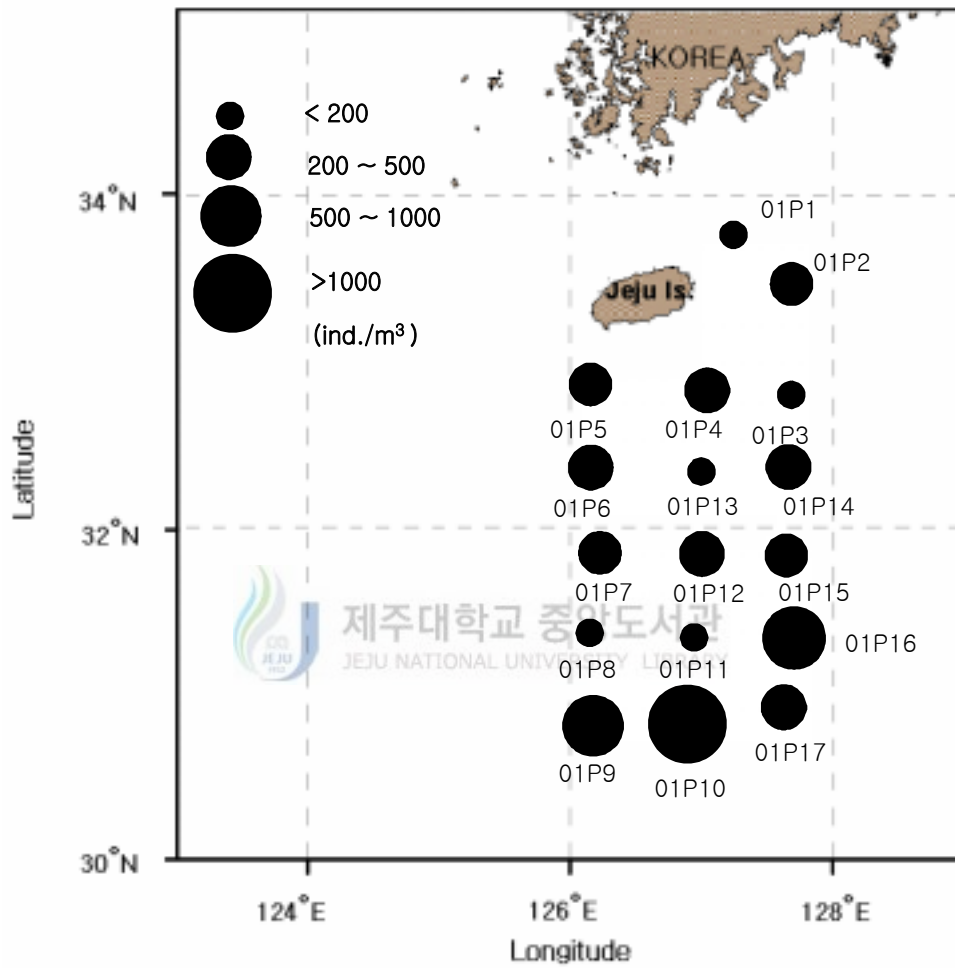 KOREA
< 200
200 ~ 500
34°N
500 ~ 1000
01P1
01P2
>1000
Jeju Is.
(ind./m³)
01P5
01P4
01P3
Latitude
01P6
01P13
01P14
32°N
01P7
01P12
01P15
제주대학교 중앙도서관
JEJU
1952
JEJU NATIONAL UNIVERSITY LIBRARY
01P16
01P8
01P11
01P17
01P9
01P10
30°N
124°E
126°E
128°E
Longitude